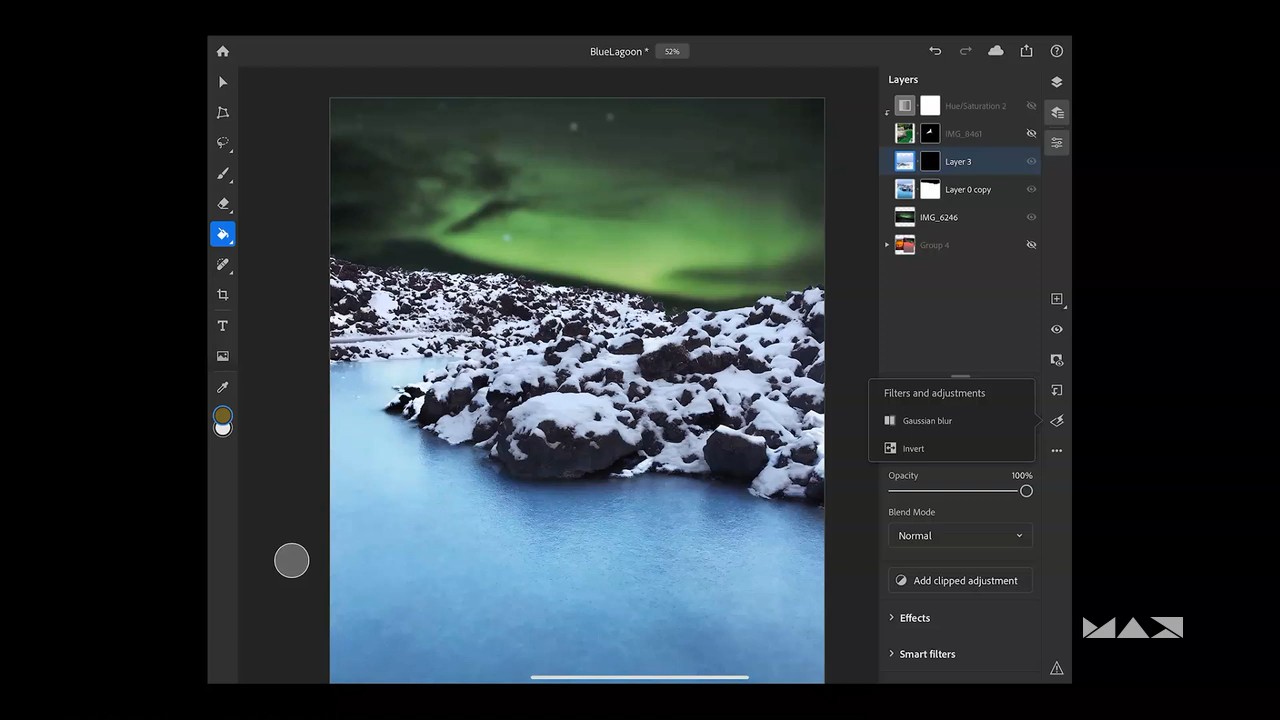 BlueLagoon *
52%
Layers
Hue/Saturation 2
IMG_8461
Layer 3
Layer 0 copy
IMG_6246
Group 4
Filters and adjustments
Gaussian blur
Invert
Opacity 100%
Blend Mode
Normal
Add clipped adjustment
Effects
Smart filters
T
MAX